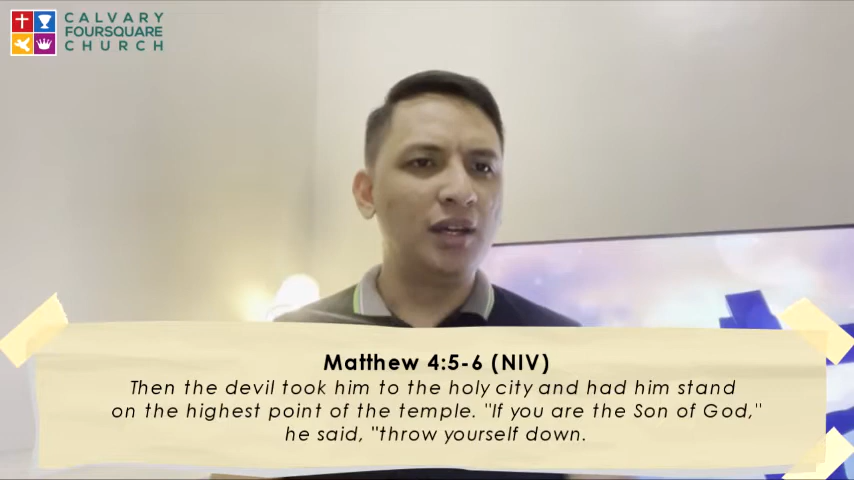 CALVARY
FOURSQUARE
CHURCH
Matthew 4:5-6 (NIV)
Then the devil took him to the holy city and had him stand
on the highest point of the temple. "If you are the Son of God,"
he said, "throw yourself down.